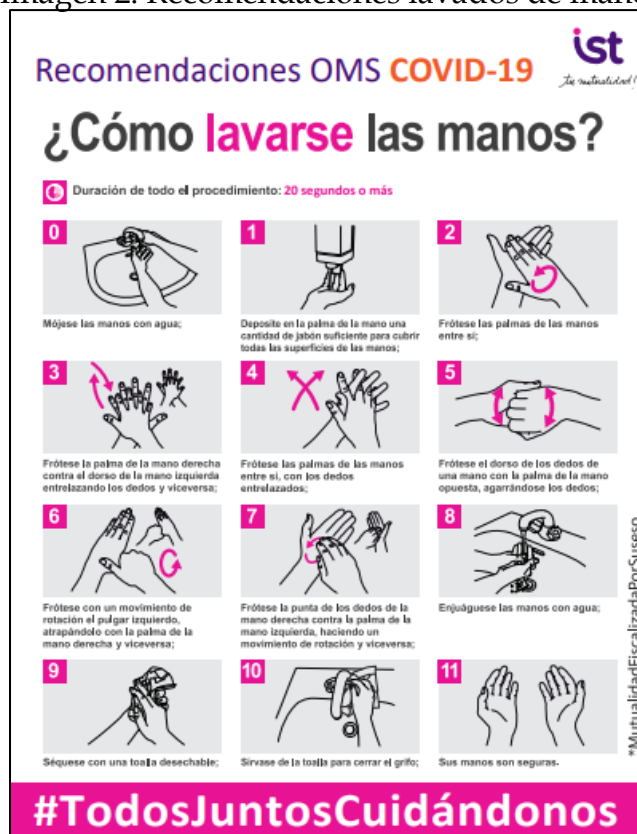 Imagen 2. Recomendaciones lavados de mano
ist
tu mutualidad!
Recomendaciones OMS COVID-19
¿Cómo lavarse las manos?
Duración de todo el procedimiento: 20 segundos o más
0
Mójese las manos con agua;
1
Deposite en la palma de la mano una
cantidad de jabón suficiente para cubrir
todas las superficies de las manos;
2
Frótese las palmas de las manos
entre sí;
3
Frótese la palma de la mano derecha
contra el dorso de la mano izquierda
entrelazando los dedos y viceversa;
4
Frótese las palmas de las manos
entre sí, con los dedos
entrelazados;
5
Frótese el dorso de los dedos de
una mano con la palma de la mano
opuesta, agarrándose los dedos;
6
Frótese con un movimiento de
rotación el pulgar izquierdo,
atrapándolo con la palma de la
mano derecha y viceversa;
7
Frótese la punta de los dedos de la
mano derecha contra la palma de la
mano izquierda, haciendo un
movimiento de rotación y viceversa;
8
Enjuáguese las manos con agua;
9
Séquese con una toalla desechable;
10
Sírvase de la toalla para cerrar el grifo;
11
Sus manos son seguras.
*MutualidadFiscalizadaPorSuseso
#TodosJuntosCuidándonos